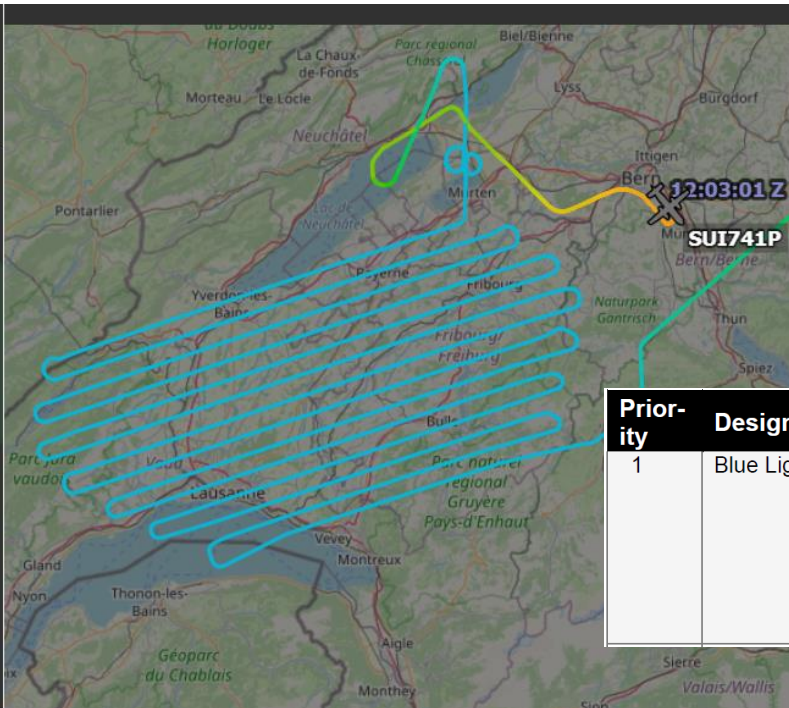 du Doubs
Horloger
La Chaux-
de-Fonds
Parc régional
Chasseral
Biel/Bienne
Morteau
Le Locle
Lyss
Burgdorf
Neuchâtel
Ittigen
Bern
12:03:01 Z
Murten
SUI741P
Pontarlier
Lac de
Neuchâtel
Bern/Berne
Payerne
Fribourg
Yverdon-les-
Bains
Naturpark
Gantrisch
Thun
Fribourg/
Freiburg
Spiez
Prior-
ity
Design
1
Blue Lig
Bulle
Parc Jura
vaudois
Vaud
Lausanne
Parc naturel
régional
Gruyère
Pays-d'Enhaut
Vevey
Montreux
Gland
Nyon
Thonon-les-
Bains
Aigle
Géoparc
du Chablais
Sierre
Monthey
Valais/Wallis
Sion